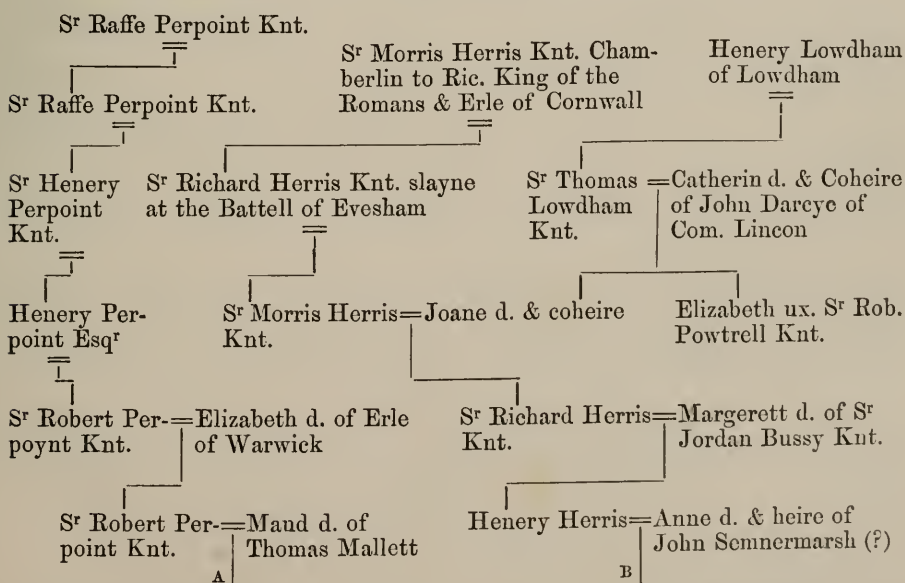 Sʳ Raffe Perpoint Knt.
Sʳ Morris Herris Knt. Cham-
berlin to Ric. King of the
Romans & Erle of Cornwall
Henery Lowdham
of Lowdham
Sʳ Raffe Perpoint Knt.
Sʳ Henery
Perpoint
Knt.
Sʳ Richard Herris Knt. slayne
at the Battell of Evesham
Sʳ Thomas
Lowdham
Knt.
=Catherin d. & Coheire
of John Darcye of
Com. Lincon
Henery Per-
point Esqʳ
Sʳ Morris Herris=Joane d. & coheire
Knt.
Elizabeth ux. Sʳ Rob.
Powtrell Knt.
Sʳ Robert Per-=Elizabeth d. of Erle
poynt Knt. of Warwick
Sʳ Richard Herris=Margerett d. of Sʳ
Knt. Jordan Bussy Knt.
Sʳ Robert Per-=Maud d. of
point Knt. Thomas Mallett
Henery Herris=Anne d. & heire of
John Semnermarsh (?)
A
B